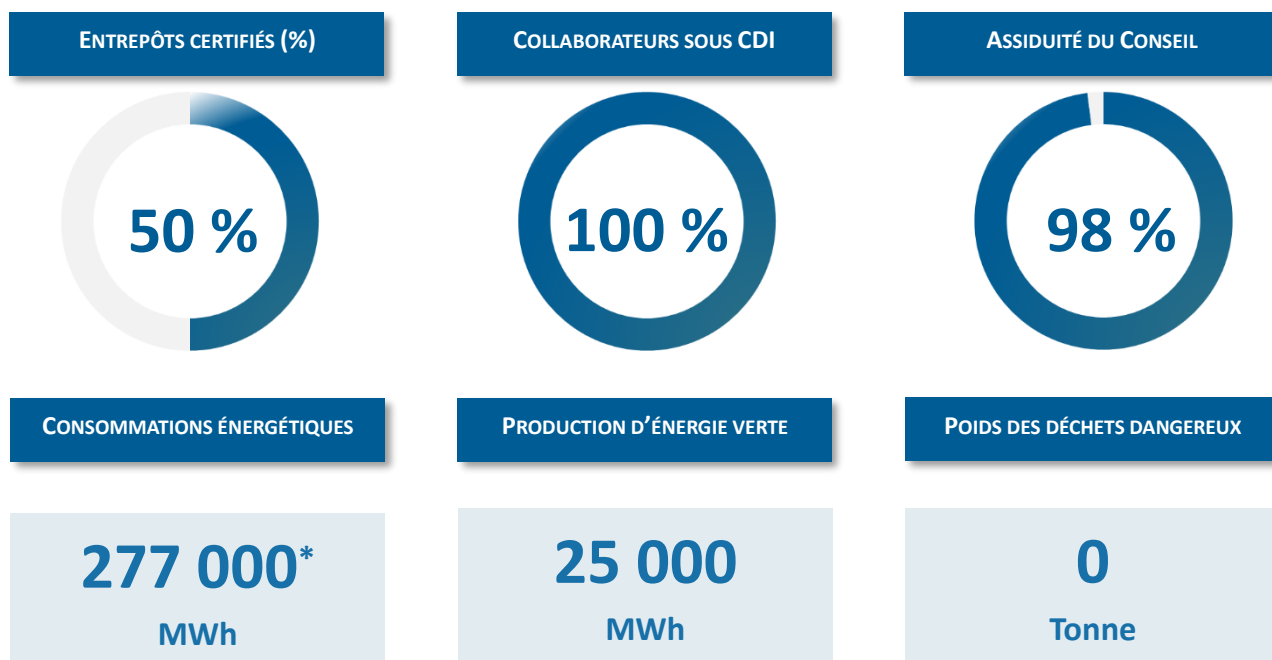 ENTREPÔTS CERTIFIÉS (%)
COLLABORATEURS SOUS CDI
ASSIDUITÉ DU CONSEIL
50 %
100 %
98 %
CONSOMMATIONS ÉNERGÉTIQUES
PRODUCTION D’ÉNERGIE VERTE
POIDS DES DÉCHETS DANGEREUX
277 000*
MWh
25 000
MWh
0
Tonne